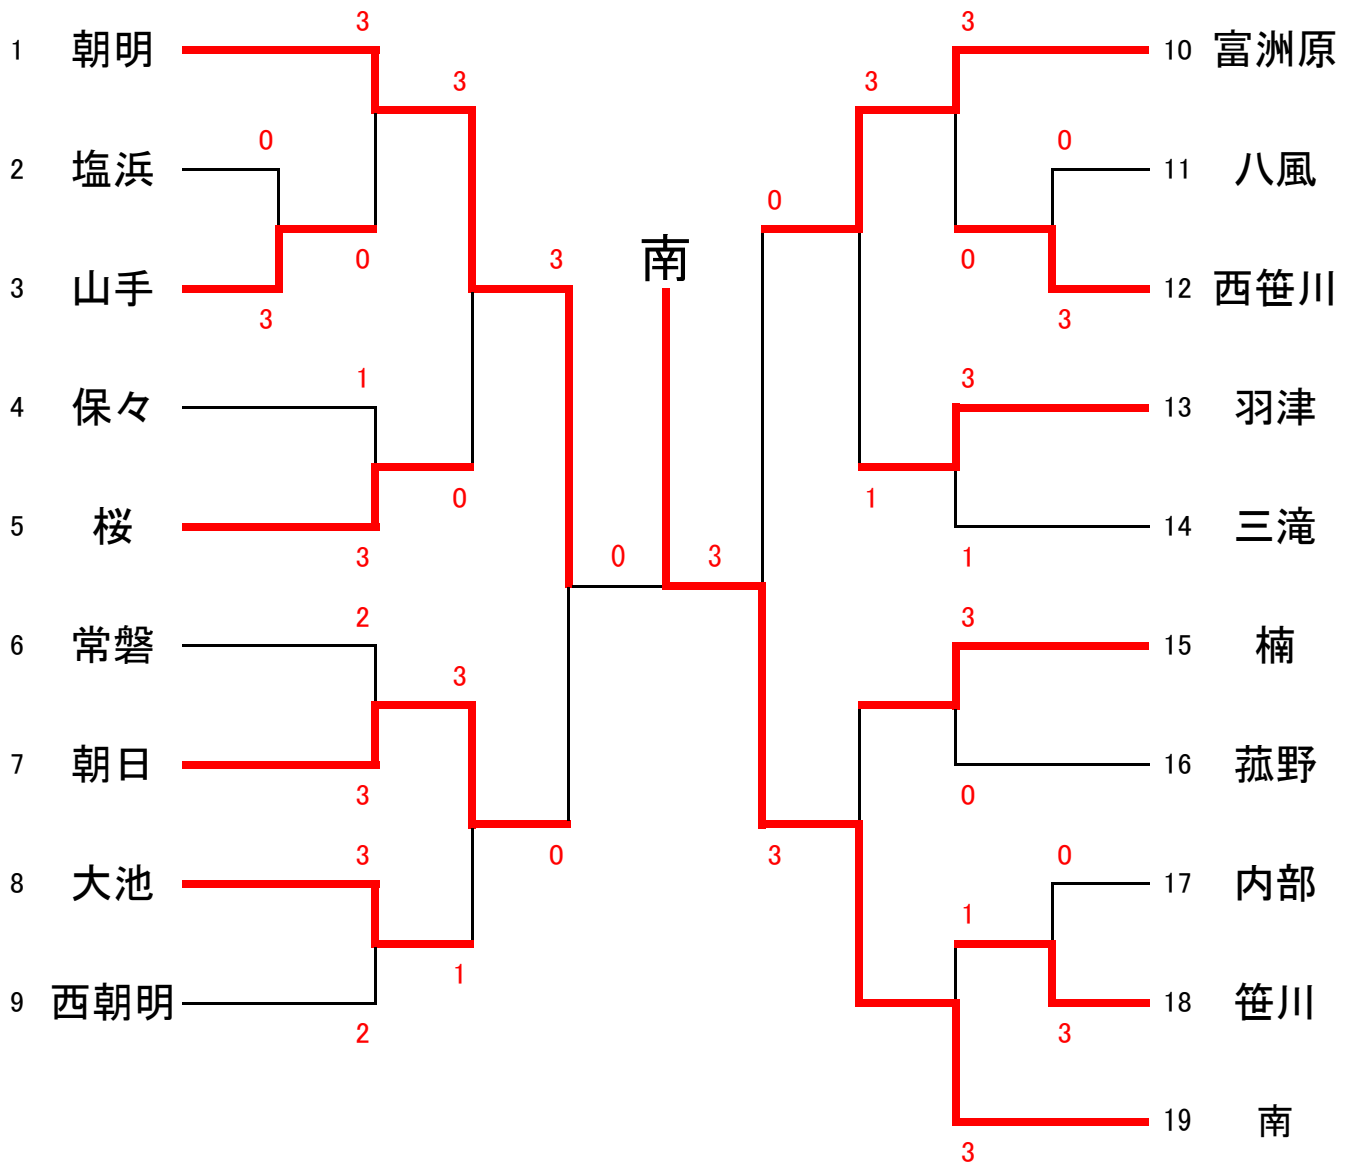 3
3
1 朝明
10 富洲原
3
3
0
0
2 塩浜
11 八風
0
南
0
3
3
0
3 山手
12 西笹川
3
3
1
3
4 保々
13 羽津
0
1
5 桜
14 三滝
3
0
3
1
2
3
6 常磐
15 楠
3
7 朝日
16 菰野
3
0
3
0
3
0
8 大池
17 内部
1
1
9 西朝明
18 笹川
2
3
19 南
3